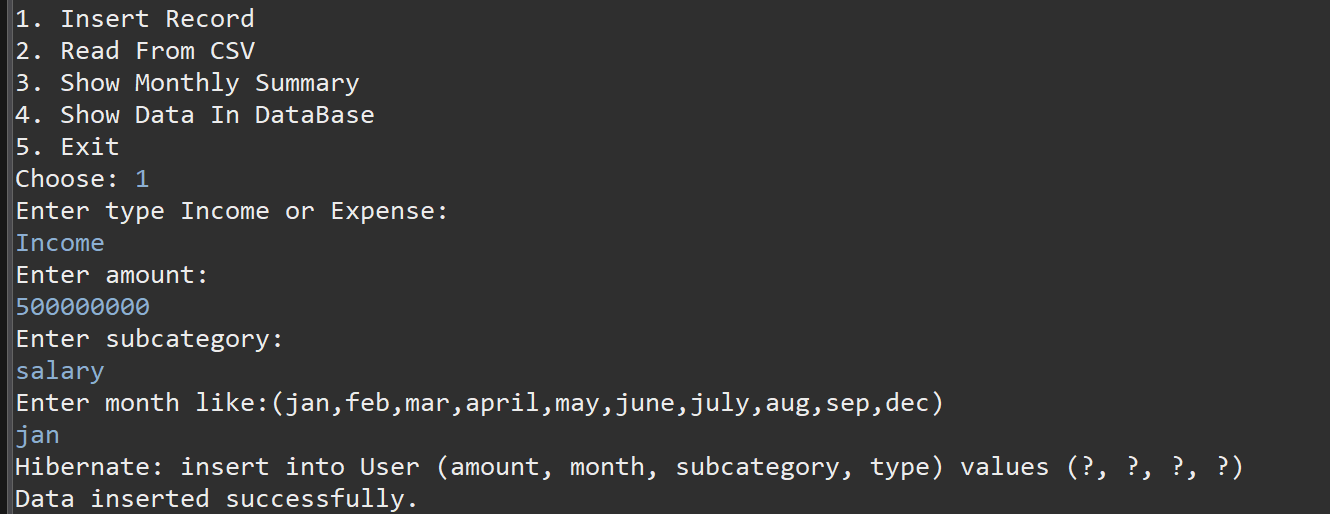 1. Insert Record
2. Read From CSV
3. Show Monthly Summary
4. Show Data In DataBase
5. Exit
Choose: 1
Enter type Income or Expense:
Income
Enter amount:
500000000
Enter subcategory:
salary
Enter month like:(jan,feb,mar,april,may,june,july,aug,sep,dec)
jan
Hibernate: insert into User (amount, month, subcategory, type) values (?, ?, ?, ?)
Data inserted successfully.